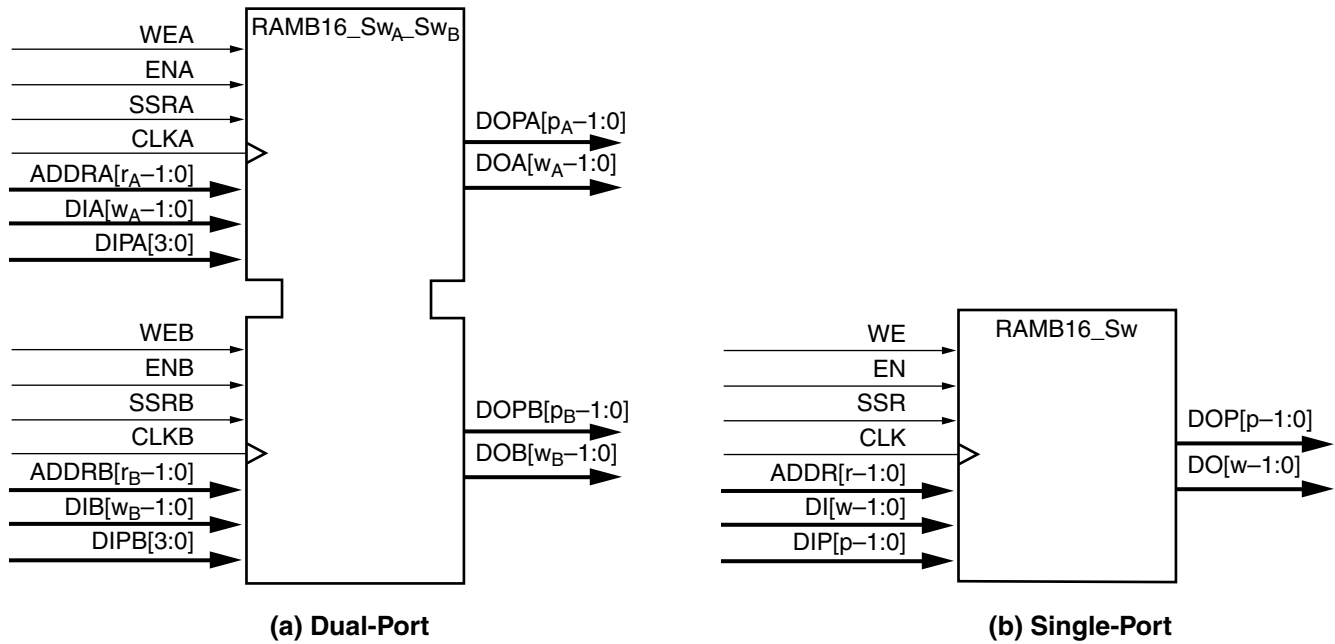 RAMB16_SwA_SwB
WEA
ENA
SSRA
CLKA
ADDRA[rA–1:0]
DIA[wA–1:0]
DIPA[3:0]
DOPA[pA–1:0]
DOA[wA–1:0]
WEB
ENB
SSRB
CLKB
ADDRB[rB–1:0]
DIB[wB–1:0]
DIPB[3:0]
DOPB[pB–1:0]
DOB[wB–1:0]
(a) Dual-Port
RAMB16_Sw
WE
EN
SSR
CLK
ADDR[r–1:0]
DI[w–1:0]
DIP[p–1:0]
DOP[p–1:0]
DO[w–1:0]
(b) Single-Port